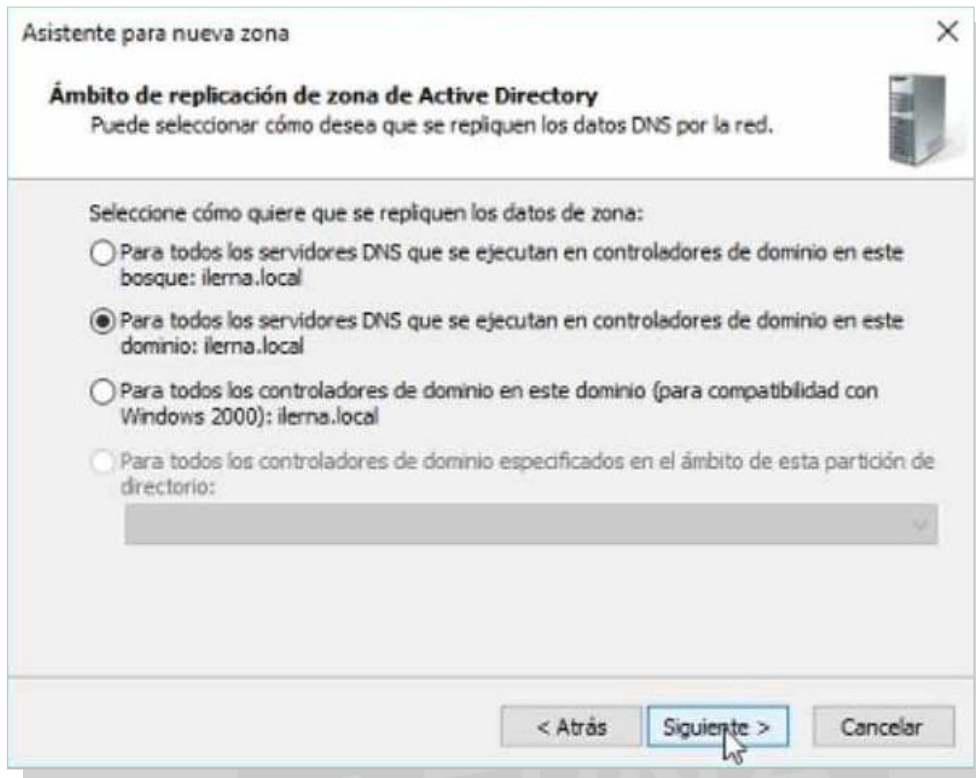 Asistente para nueva zona
Ámbito de replicación de zona de Active Directory
Puede seleccionar cómo desea que se repliquen los datos DNS por la red.
Seleccione cómo quiere que se repliquen los datos de zona:
Para todos los servidores DNS que se ejecutan en controladores de dominio en este
bosque: ilerna.local
Para todos los servidores DNS que se ejecutan en controladores de dominio en este
dominio: ilerna.local
Para todos los controladores de dominio en este dominio (para compatibilidad con
Windows 2000): ilerna.local
Para todos los controladores de dominio especificados en el ámbito de esta partición de
directorio:
< Atrás
Siguiente >
Cancelar